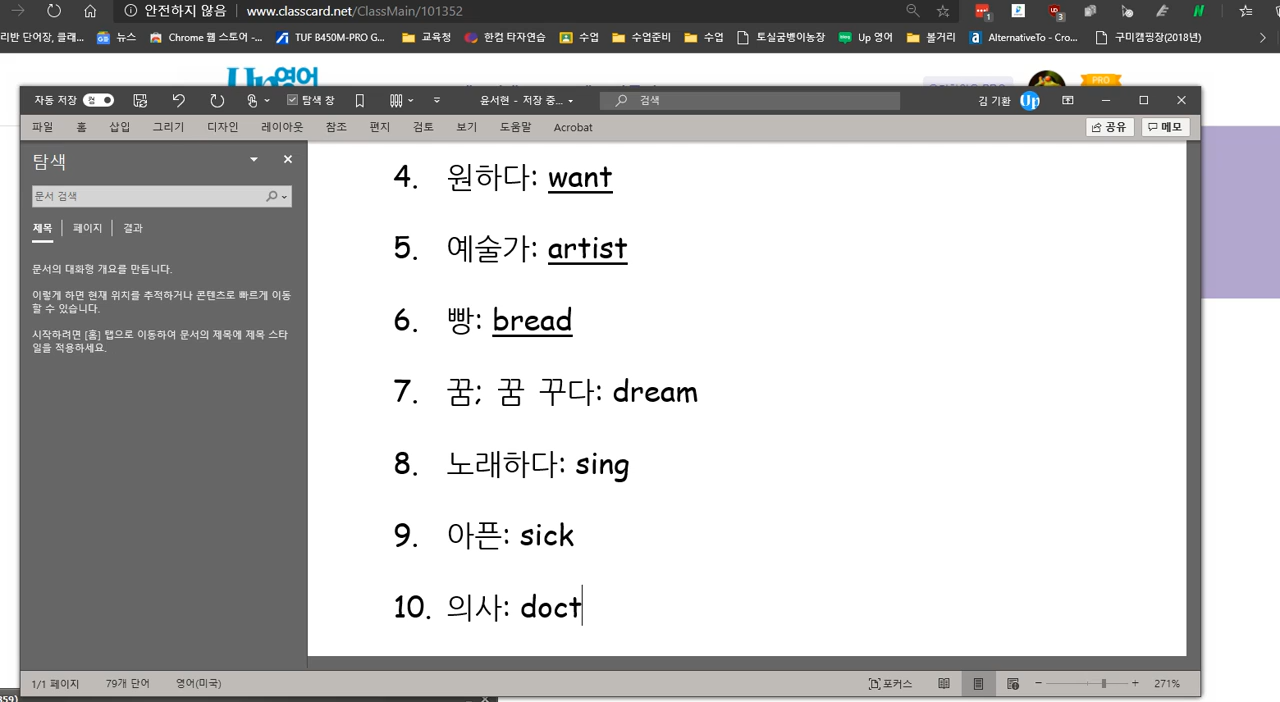 안전하지 않음 www.classcard.net/ClassMain/101352
리반 단어장, 클래... 뉴스 Chrome 웹 스토어 -... TUF B450M-PRO G... 교육청 한컴 타자연습 수업 수업준비 수업 토실굼벵이농장 Up 영어 볼거리 AlternativeTo - Cro... 구미캠핑장(2018년)
Up영어
PRO
자동 저장 탐색 창 윤서현 - 저장 중... 검색 김 기환 Up
파일 홈 삽입 그리기 디자인 레이아웃 참조 편지 검토 보기 도움말 Acrobat 공유 메모
탐색
문서 검색
제목 페이지 결과
문서의 대화형 개요를 만듭니다.
이렇게 하면 현재 위치를 추적하거나 콘텐츠로 빠르게 이동
할 수 있습니다.
시작하려면 [홈] 탭으로 이동하여 문서의 제목에 제목 스타
일을 적용하세요.
4. 원하다: want
5. 예술가: artist
6. 빵: bread
7. 꿈; 꿈 꾸다: dream
8. 노래하다: sing
9. 아픈: sick
10. 의사: doct
1/1 페이지 79개 단어 영어(미국) 포커스 271%